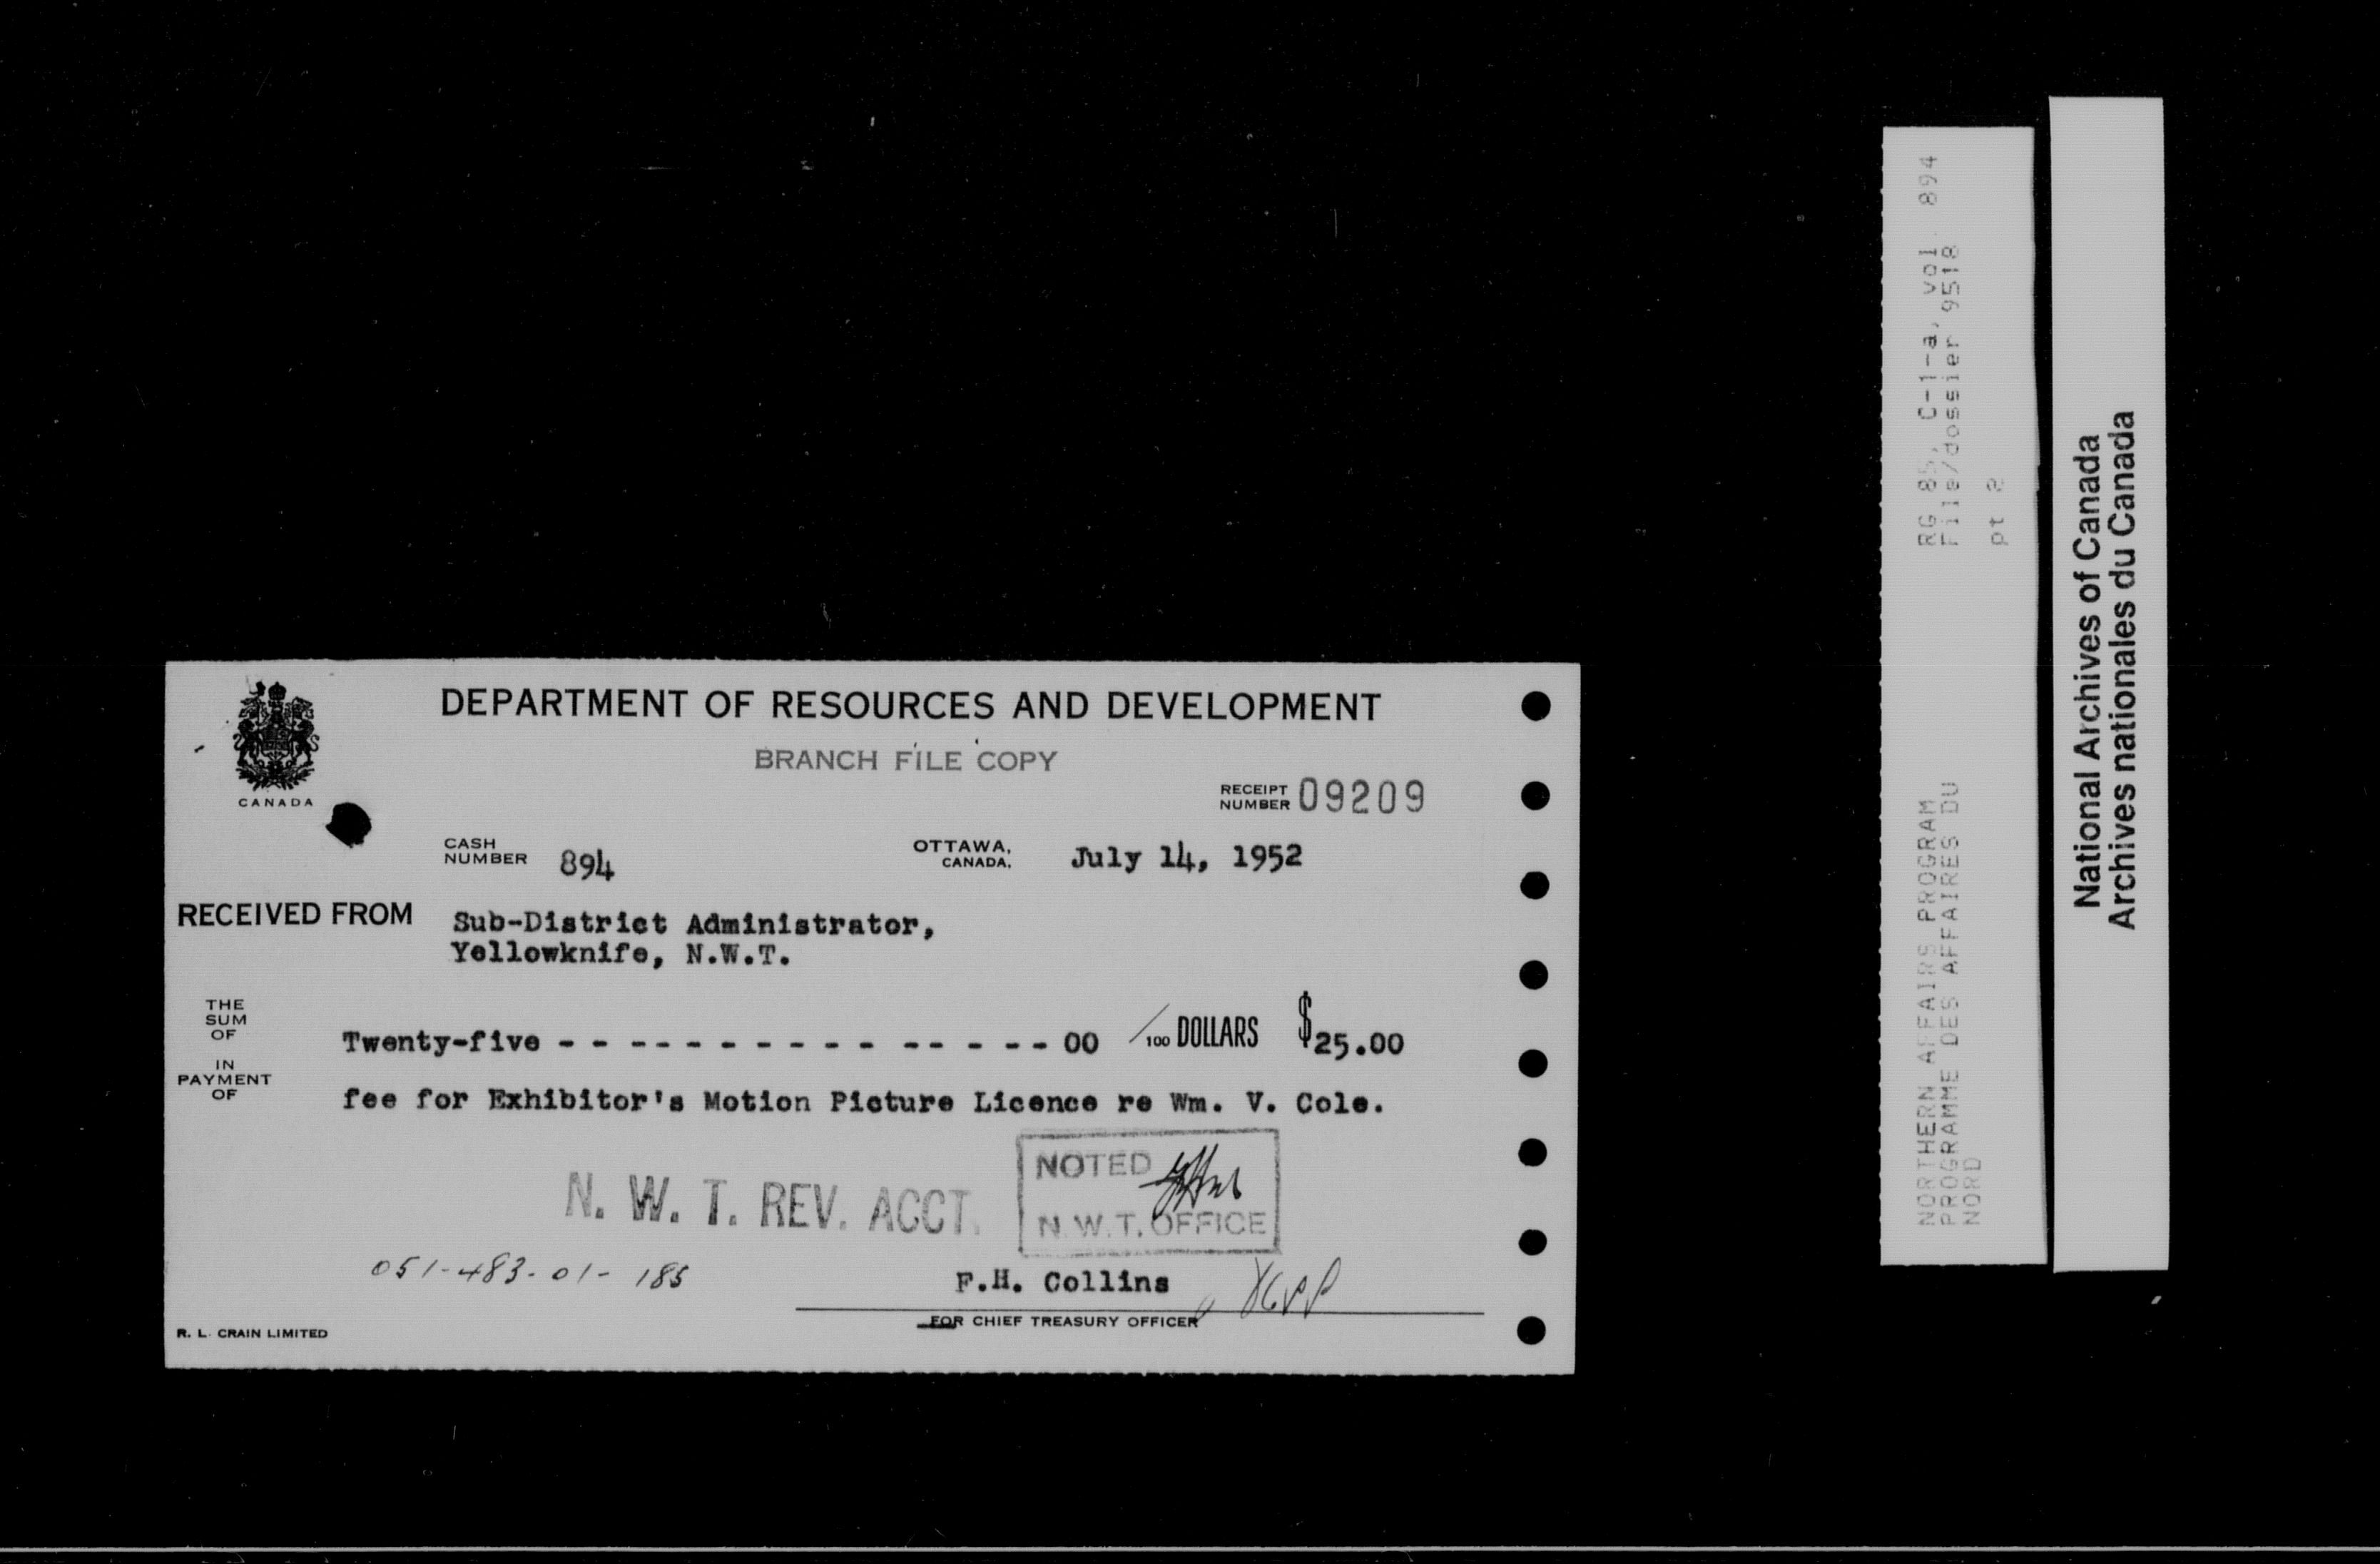 DEPARTMENT OF RESOURCES AND DEVELOPMENT
BRANCH FILE COPY
CANADA
RECEIPT NUMBER 09209
CASH NUMBER 894
OTTAWA, CANADA, July 14, 1952
RECEIVED FROM Sub-District Administrator,
Yellowknife, N.W.T.
THE SUM OF Twenty-five - - - - - - - - - - - - - - - 00 /100 DOLLARS $25.00
IN PAYMENT OF fee for Exhibitor's Motion Picture Licence re Wm. V. Cole.
NOTED
N.W.T. OFFICE
N. W. T. REV. ACCT.
051-483-01-185
F.H. Collins
FOR CHIEF TREASURY OFFICER
R. L. CRAIN LIMITED
RG 85, C-1-a, vol 894
File/dossier 9518
pt 2
NORTHERN AFFAIRS PROGRAM
PROGRAMME DES AFFAIRES DU
NORD
National Archives of Canada
Archives nationales du Canada